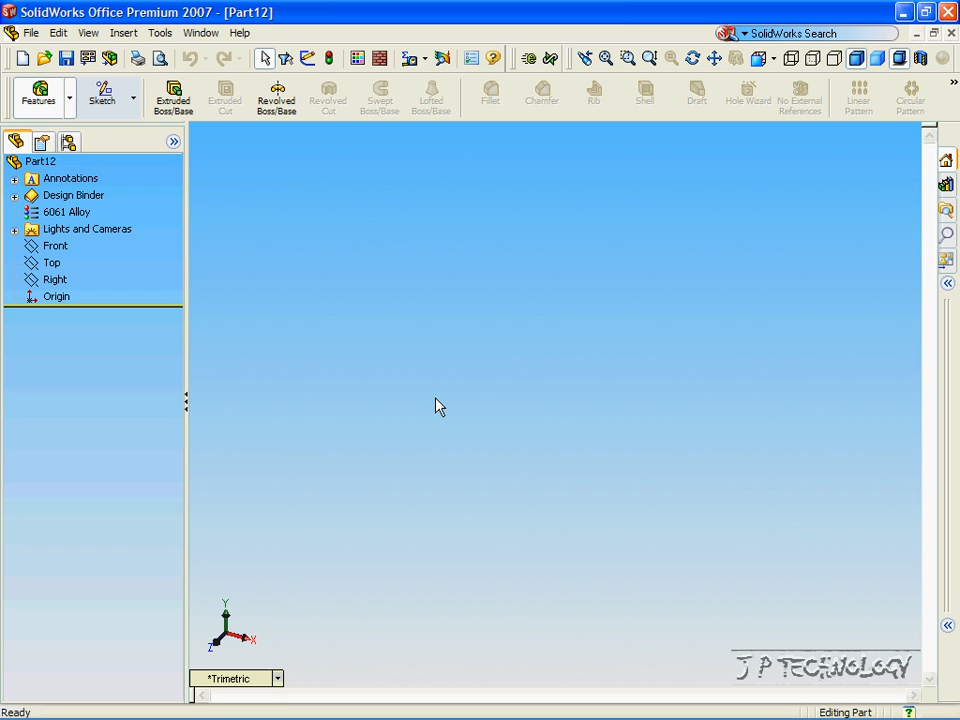 SolidWorks Office Premium 2007 - [Part12]
File Edit View Insert Tools Window Help SolidWorks Search
Features Sketch Extruded Boss/Base Extruded Cut Revolved Boss/Base Revolved Cut Swept Boss/Base Lofted Boss/Base Fillet Chamfer Rib Shell Draft Hole Wizard No External References Linear Pattern Circular Pattern
Part12
Annotations
Design Binder
6061 Alloy
Lights and Cameras
Front
Top
Right
Origin
Y
X
Z
*Trimetric
J P TECHNOLOGY
Ready Editing Part